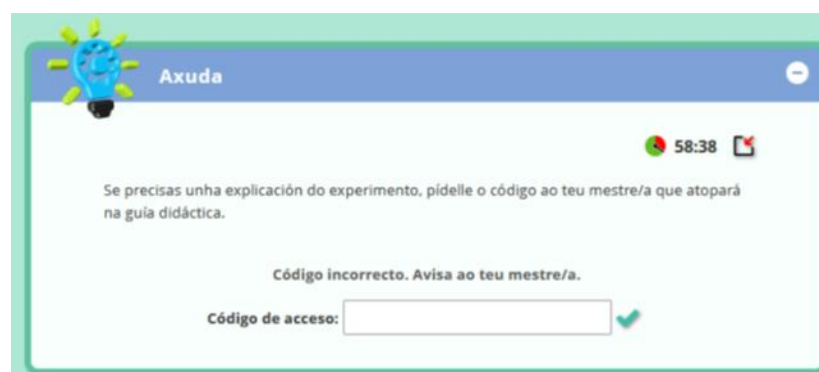 Axuda
58:38
Se precisas unha explicación do experimento, pídelle o código ao teu mestre/a que atopará
na guía didáctica.
Código incorrecto. Avisa ao teu mestre/a.
Código de acceso: